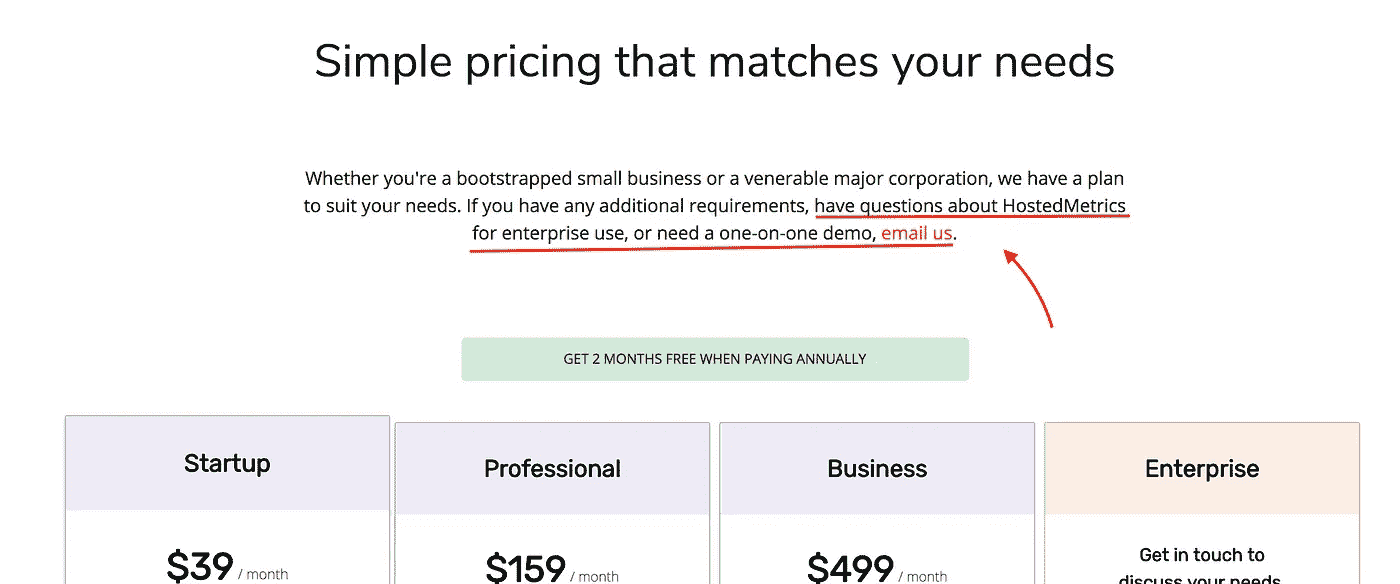 Simple pricing that matches your needs
Whether you're a bootstrapped small business or a venerable major corporation, we have a plan
to suit your needs. If you have any additional requirements, have questions about HostedMetrics
for enterprise use, or need a one-on-one demo, email us.
GET 2 MONTHS FREE WHEN PAYING ANNUALLY
Startup
$39 / month
Professional
$159 / month
Business
$499 / month
Enterprise
Get in touch to
discuss your needs